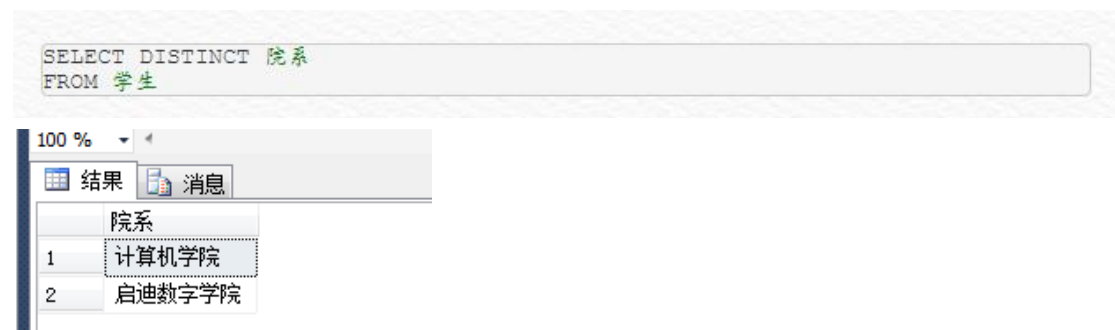 SELECT DISTINCT 院系
FROM 学生
100 %
结果 消息
院系
1 计算机学院
2 启迪数字学院